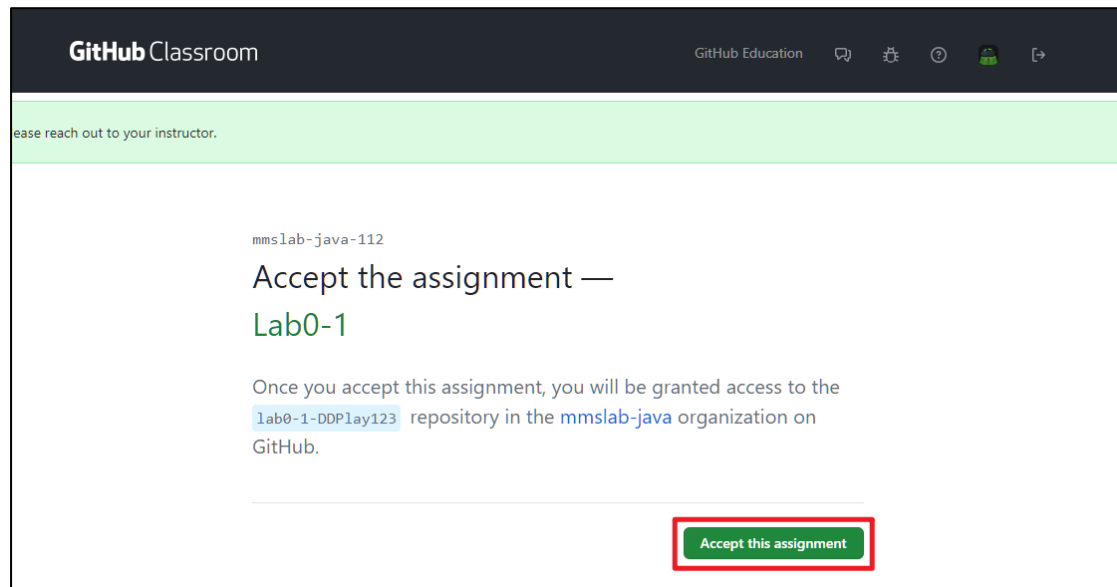 GitHub Classroom
GitHub Education
ease reach out to your instructor.
mmslab-java-112
Accept the assignment —
Lab0-1
Once you accept this assignment, you will be granted access to the
lab0-1-DDPlay123 repository in the mmslab-java organization on
GitHub.
Accept this assignment